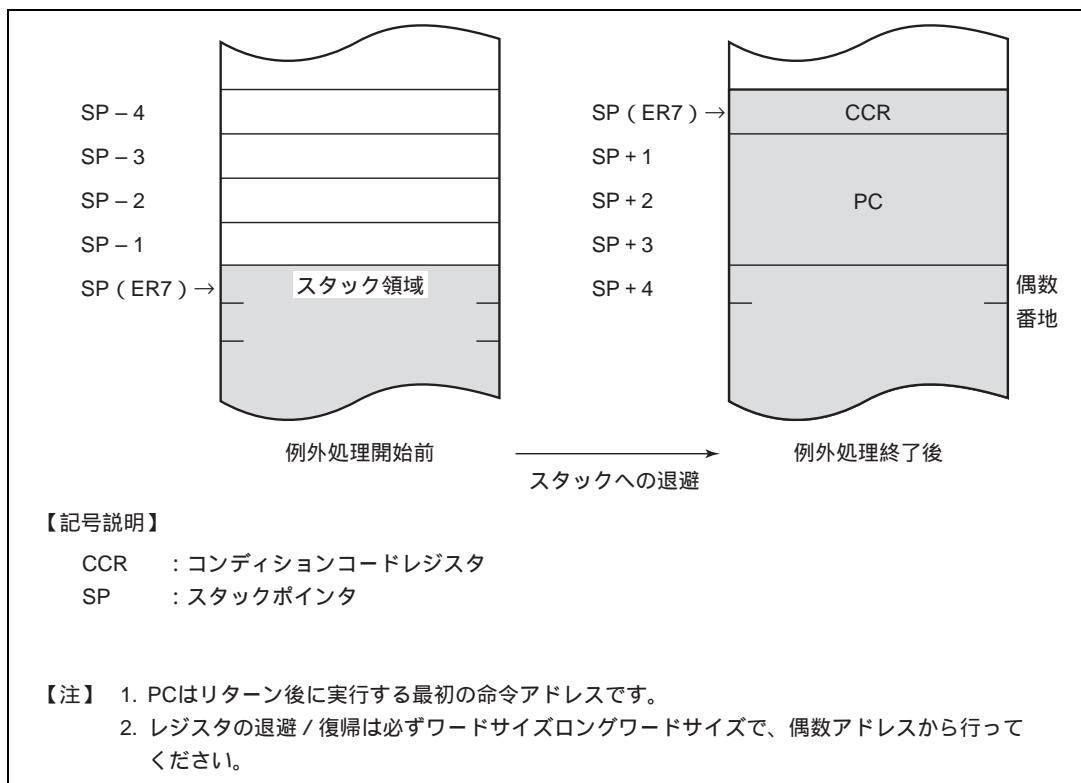 SP – 4
SP – 3
SP – 2
SP – 1
SP ( ER7 ) →
スタック領域
例外処理開始前
SP ( ER7 ) →
CCR
SP + 1
SP + 2
PC
SP + 3
SP + 4
偶数
番地
例外処理終了後
スタックへの退避
【記号説明】
CCR : コンディションコードレジスタ
SP : スタックポインタ
【注】 1. PCはリターン後に実行する最初の命令アドレスです。
2. レジスタの退避 / 復帰は必ずワードサイズロングワードサイズで、偶数アドレスから行って
ください。